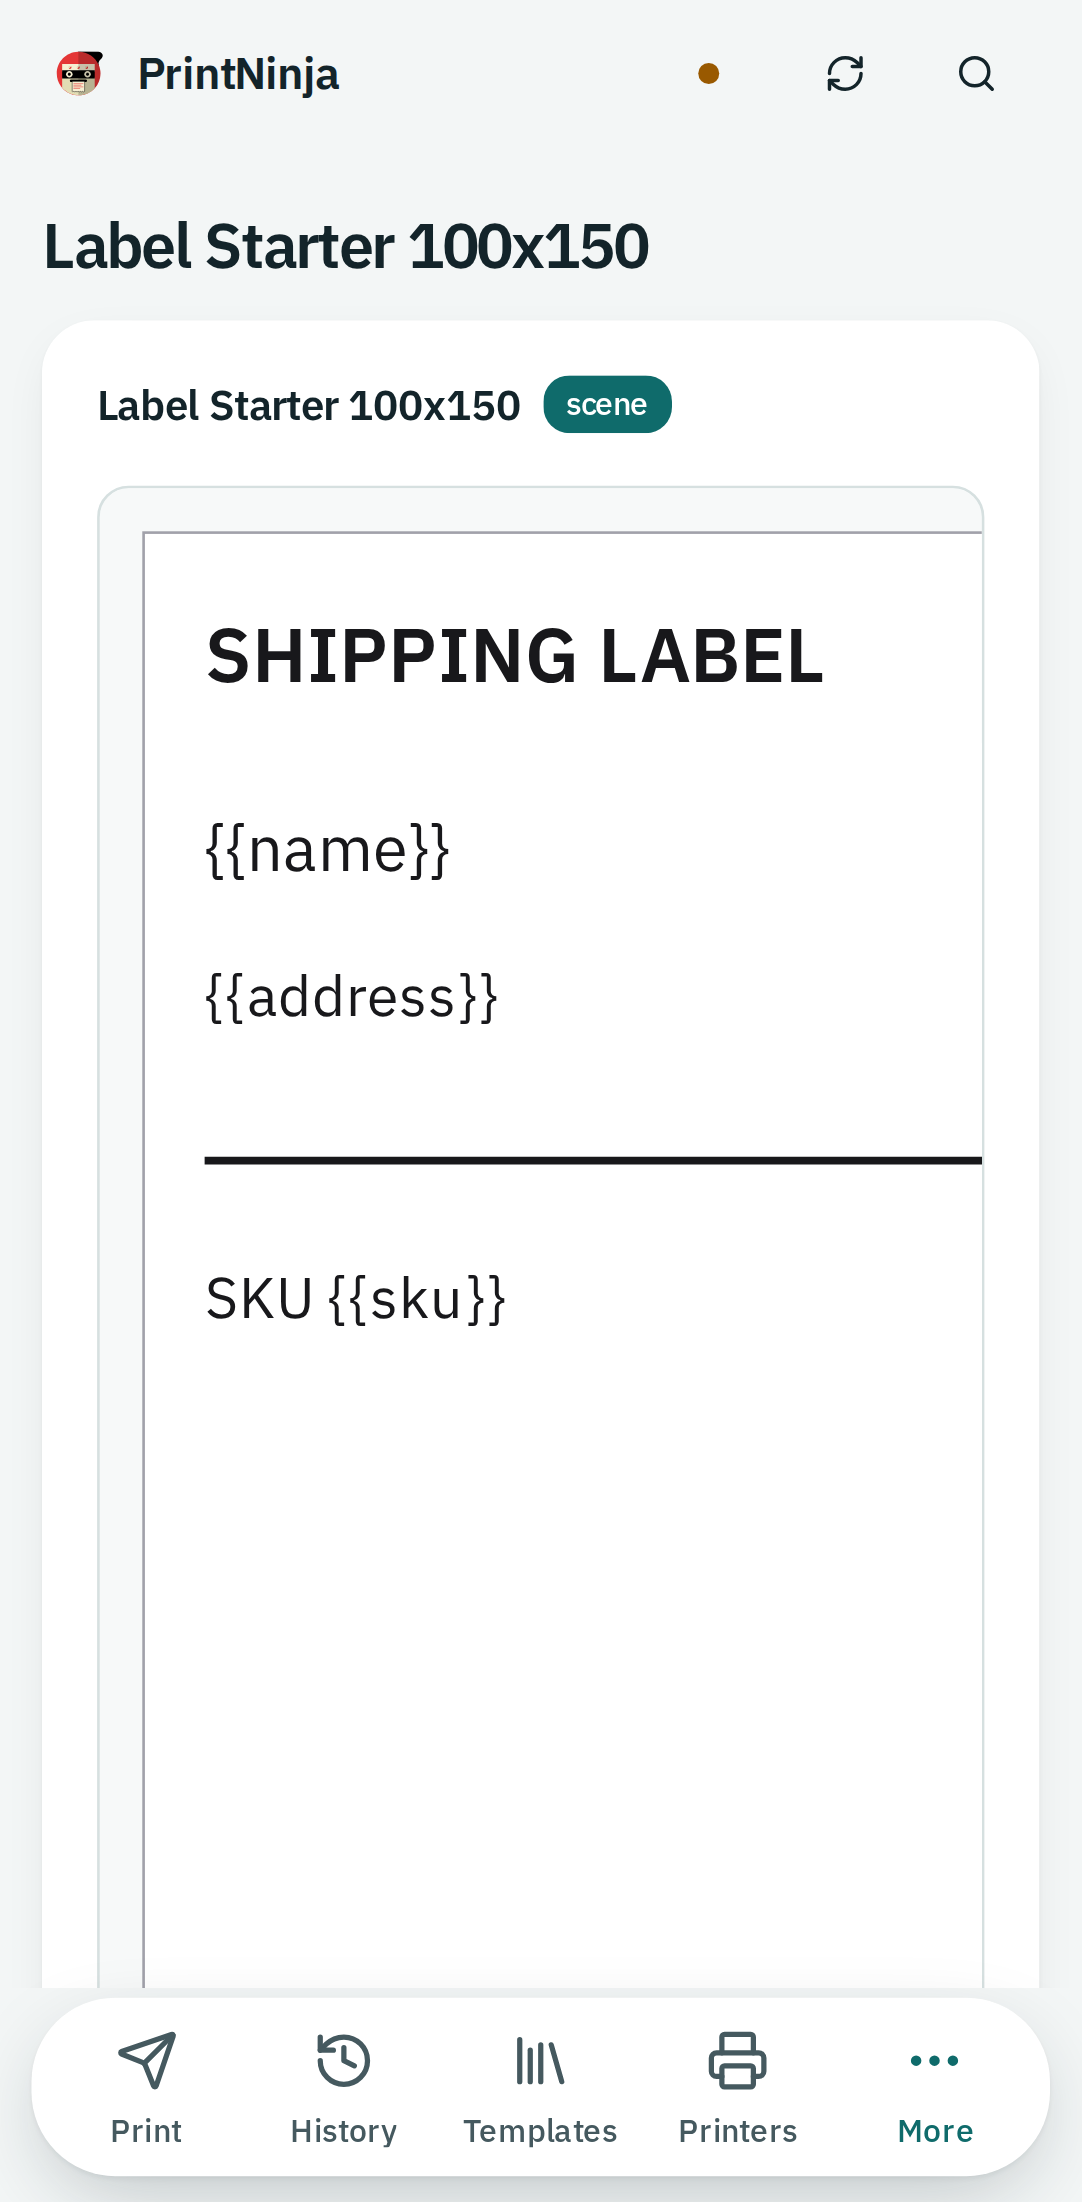 PrintNinja
Label Starter 100x150
Label Starter 100x150 scene
SHIPPING LABEL
{{name}}
{{address}}
SKU {{sku}}
Print History Templates Printers More